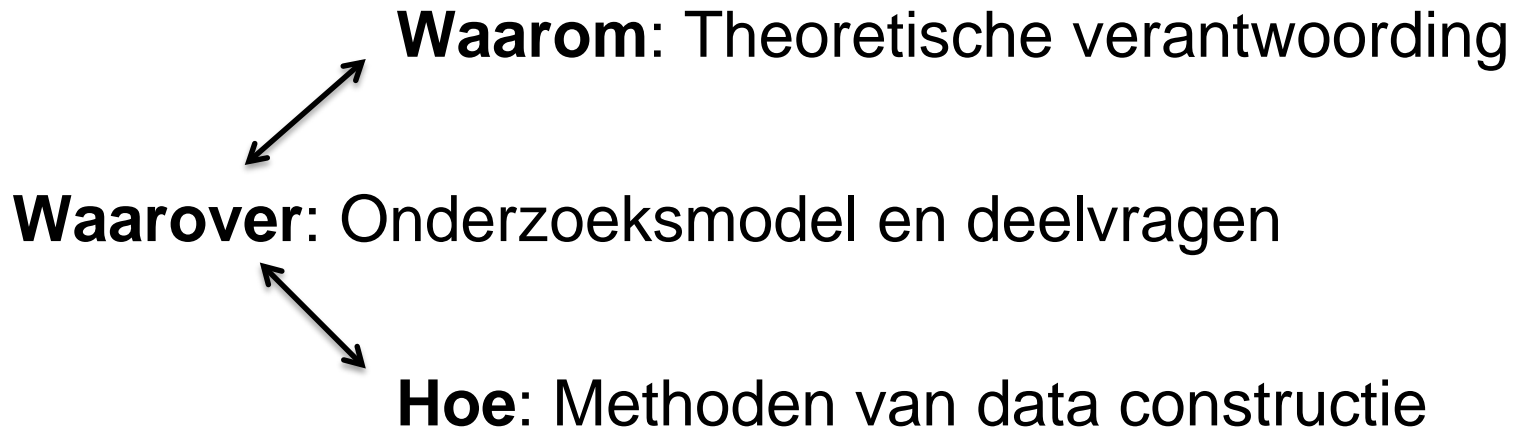 Waarom: Theoretische verantwoording
Waarover: Onderzoeksmodel en deelvragen
Hoe: Methoden van data constructie